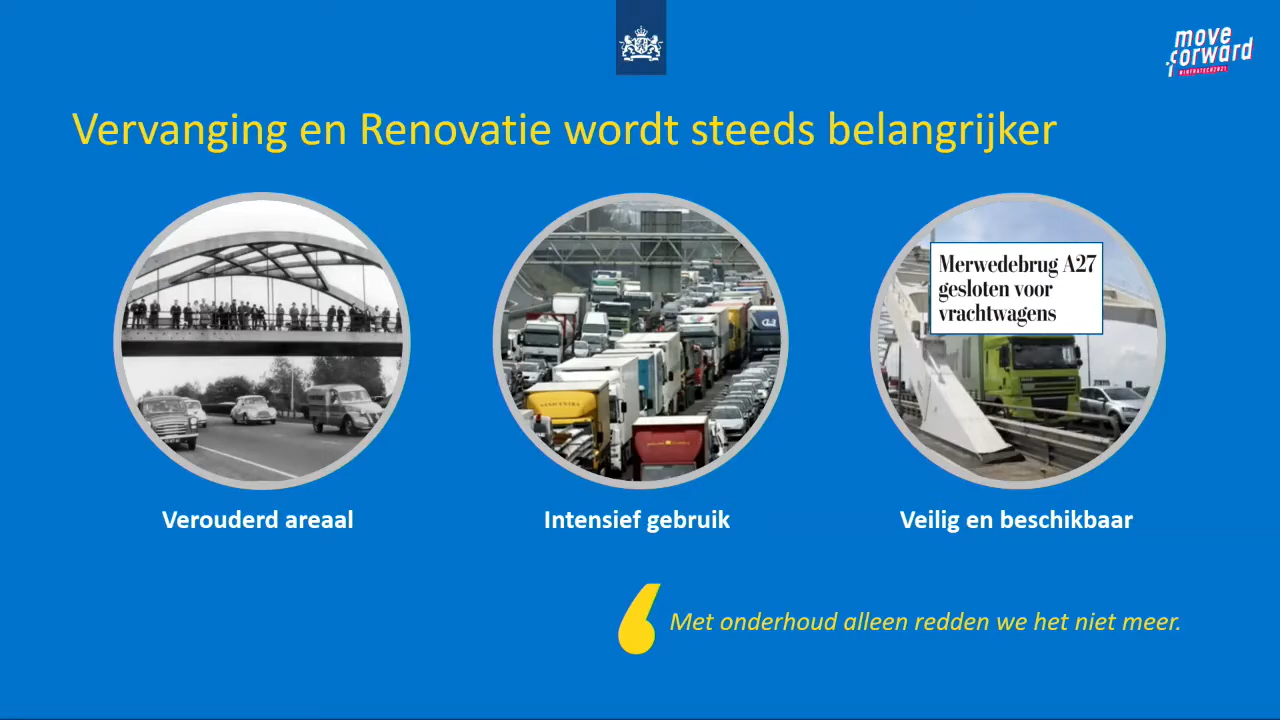 move
forward
#INFRATECH2021
Vervanging en Renovatie wordt steeds belangrijker
Merwedebrug A27
gesloten voor
vrachtwagens
Verouderd areaal
Intensief gebruik
Veilig en beschikbaar
Met onderhoud alleen redden we het niet meer.